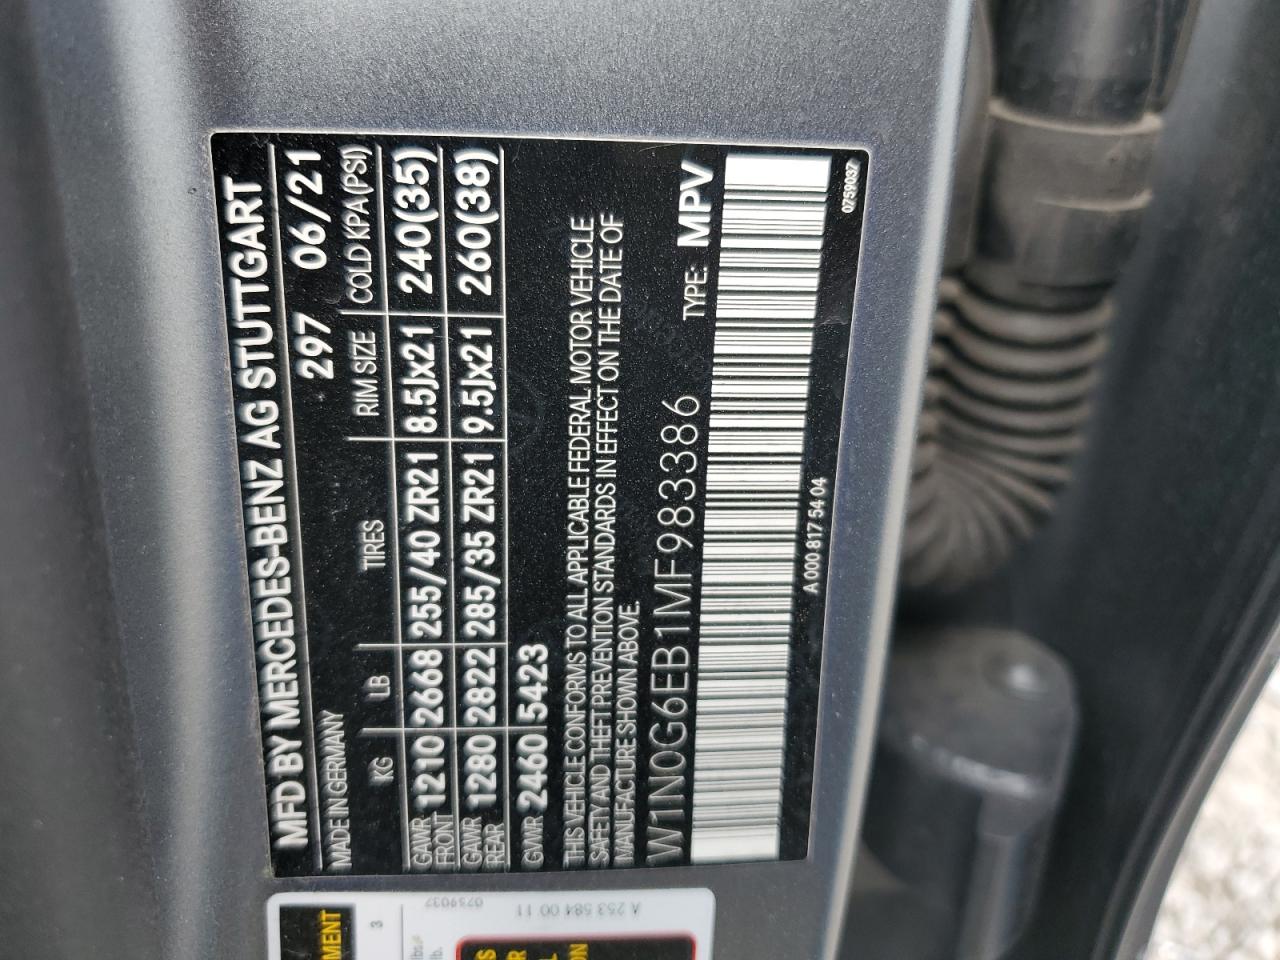 MFD BY MERCEDES-BENZ AG STUTTGART
MADE IN GERMANY 297 06/21
KG LB TIRES RIM SIZE COLD KPA(PSI)
GAWR FRONT 1210 2668 255/40 ZR21 8.5Jx21 240(35)
GAWR REAR 1280 2822 285/35 ZR21 9.5Jx21 260(38)
GVWR 2460 5423
THIS VEHICLE CONFORMS TO ALL APPLICABLE FEDERAL MOTOR VEHICLE
SAFETY AND THEFT PREVENTION STANDARDS IN EFFECT ON THE DATE OF
MANUFACTURE SHOWN ABOVE.
W1N0G6EB1MF983386 TYPE: MPV
A 000 817 54 04
0759037
MENT
3
lbs.
lb.
A 253 584 00 11
0759037
S
R
L
ON